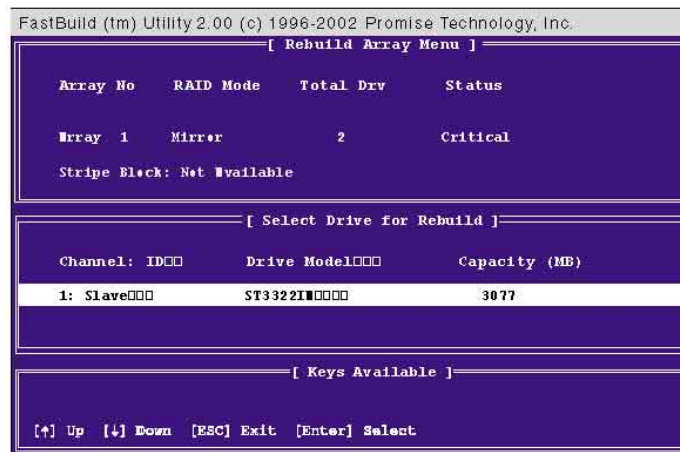 FastBuild (tm) Utility 2.00 (c) 1996-2002 Promise Technology, Inc.
[ Rebuild Array Menu ]
Array No RAID Mode Total Drv Status
1 Mirror 2 Critical
Stripe Block: Not
[ Select Drive for Rebuild ]
Channel: ID Drive Model Capacity (MB)
1: Slave 3077
[ Keys Available ]
[↑] Up [↓] Down [ESC] Exit [Enter] Select